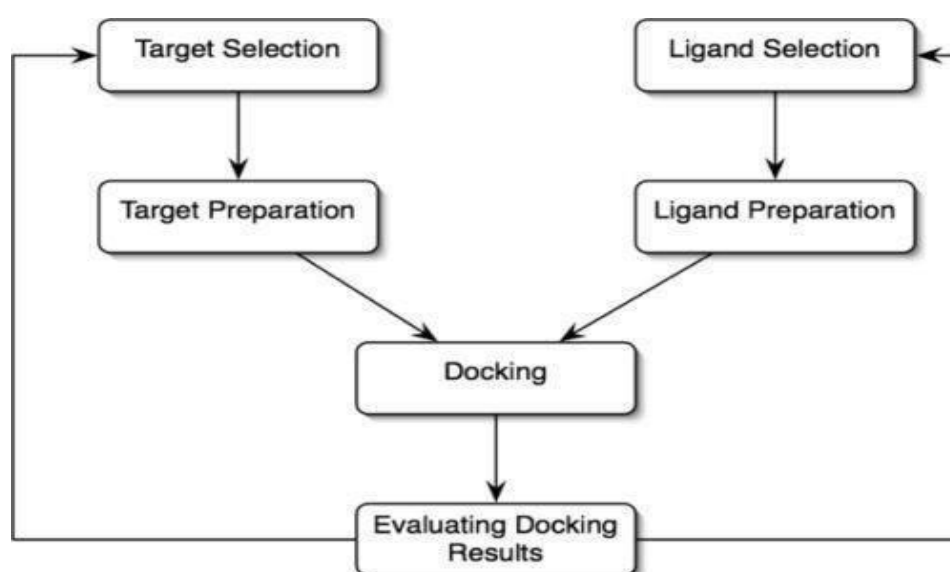 Target Selection
Ligand Selection
Target Preparation
Ligand Preparation
Docking
Evaluating Docking
Results